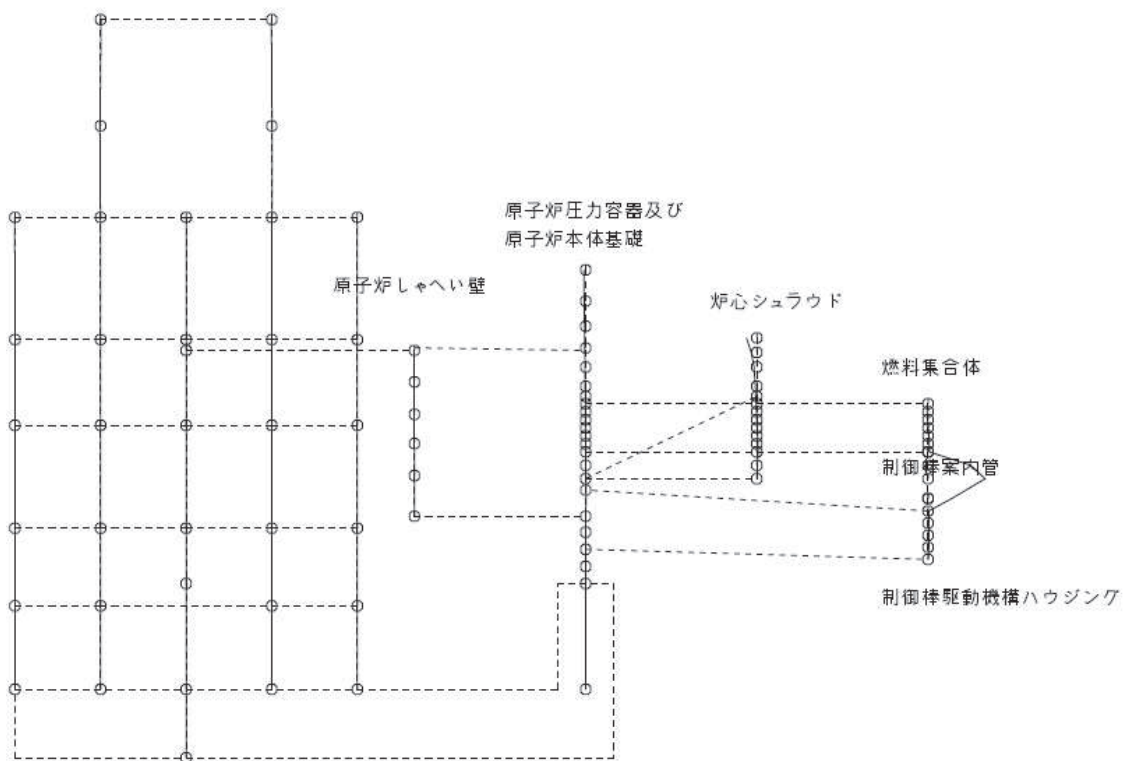 原子炉圧力容器及び
原子炉本体基礎
原子炉しゃへい壁
炉心シュラウド
燃料集合体
制御棒案内管
制御棒駆動機構ハウジング